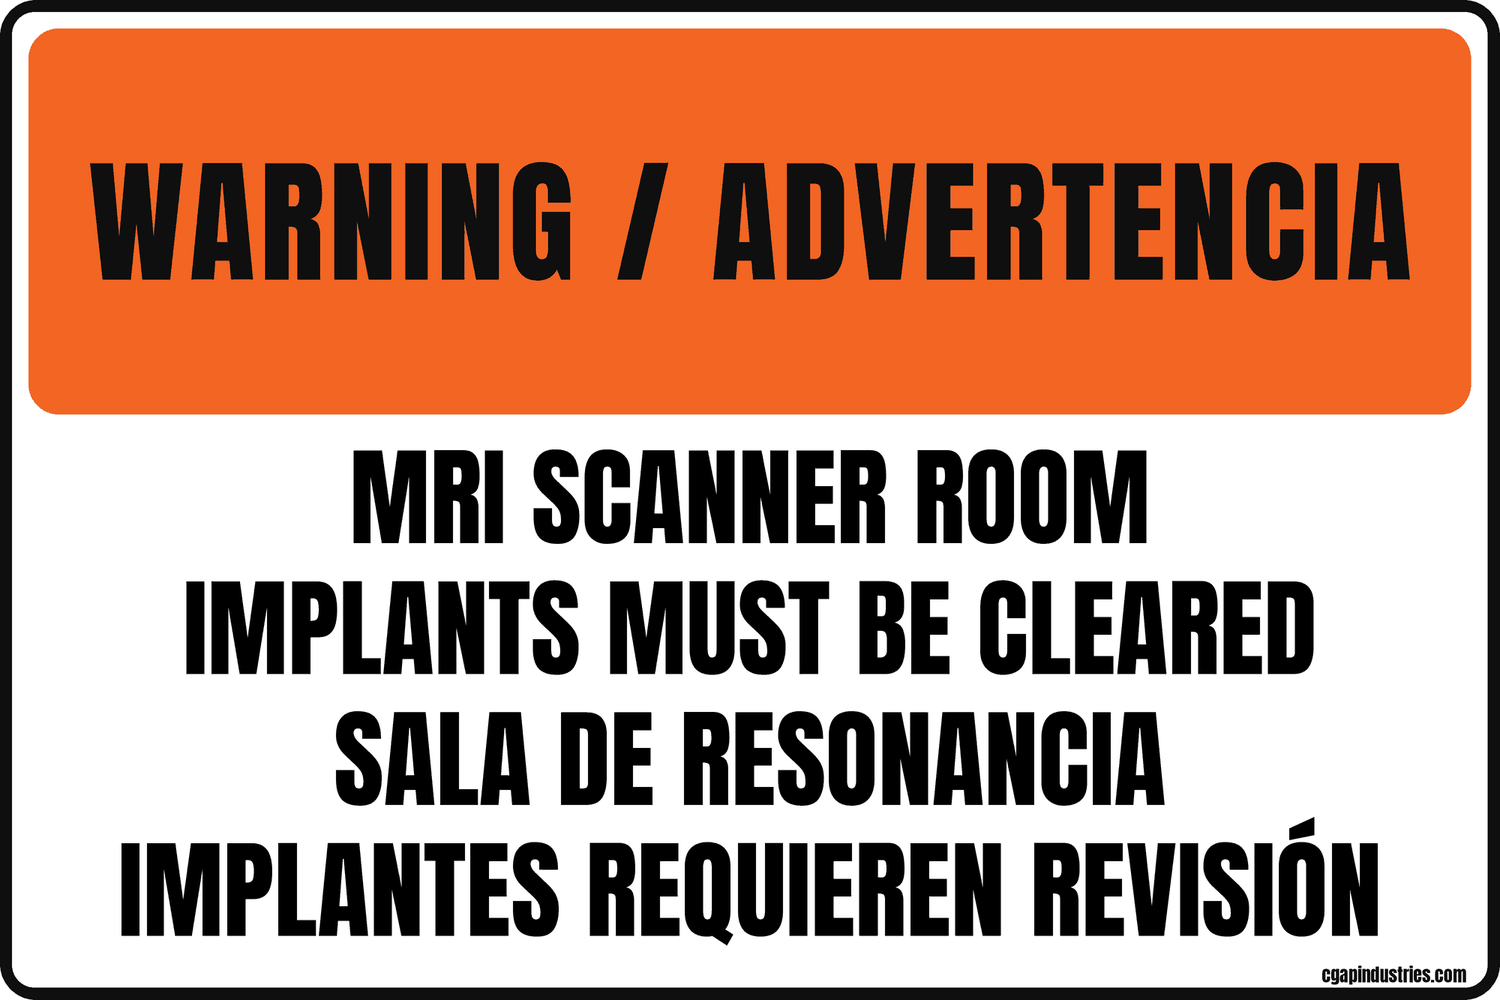 WARNING / ADVERTENCIA
MRI SCANNER ROOM
IMPLANTS MUST BE CLEARED
SALA DE RESONANCIA
IMPLANTES REQUIEREN REVISIÓN
cgapindustries.com